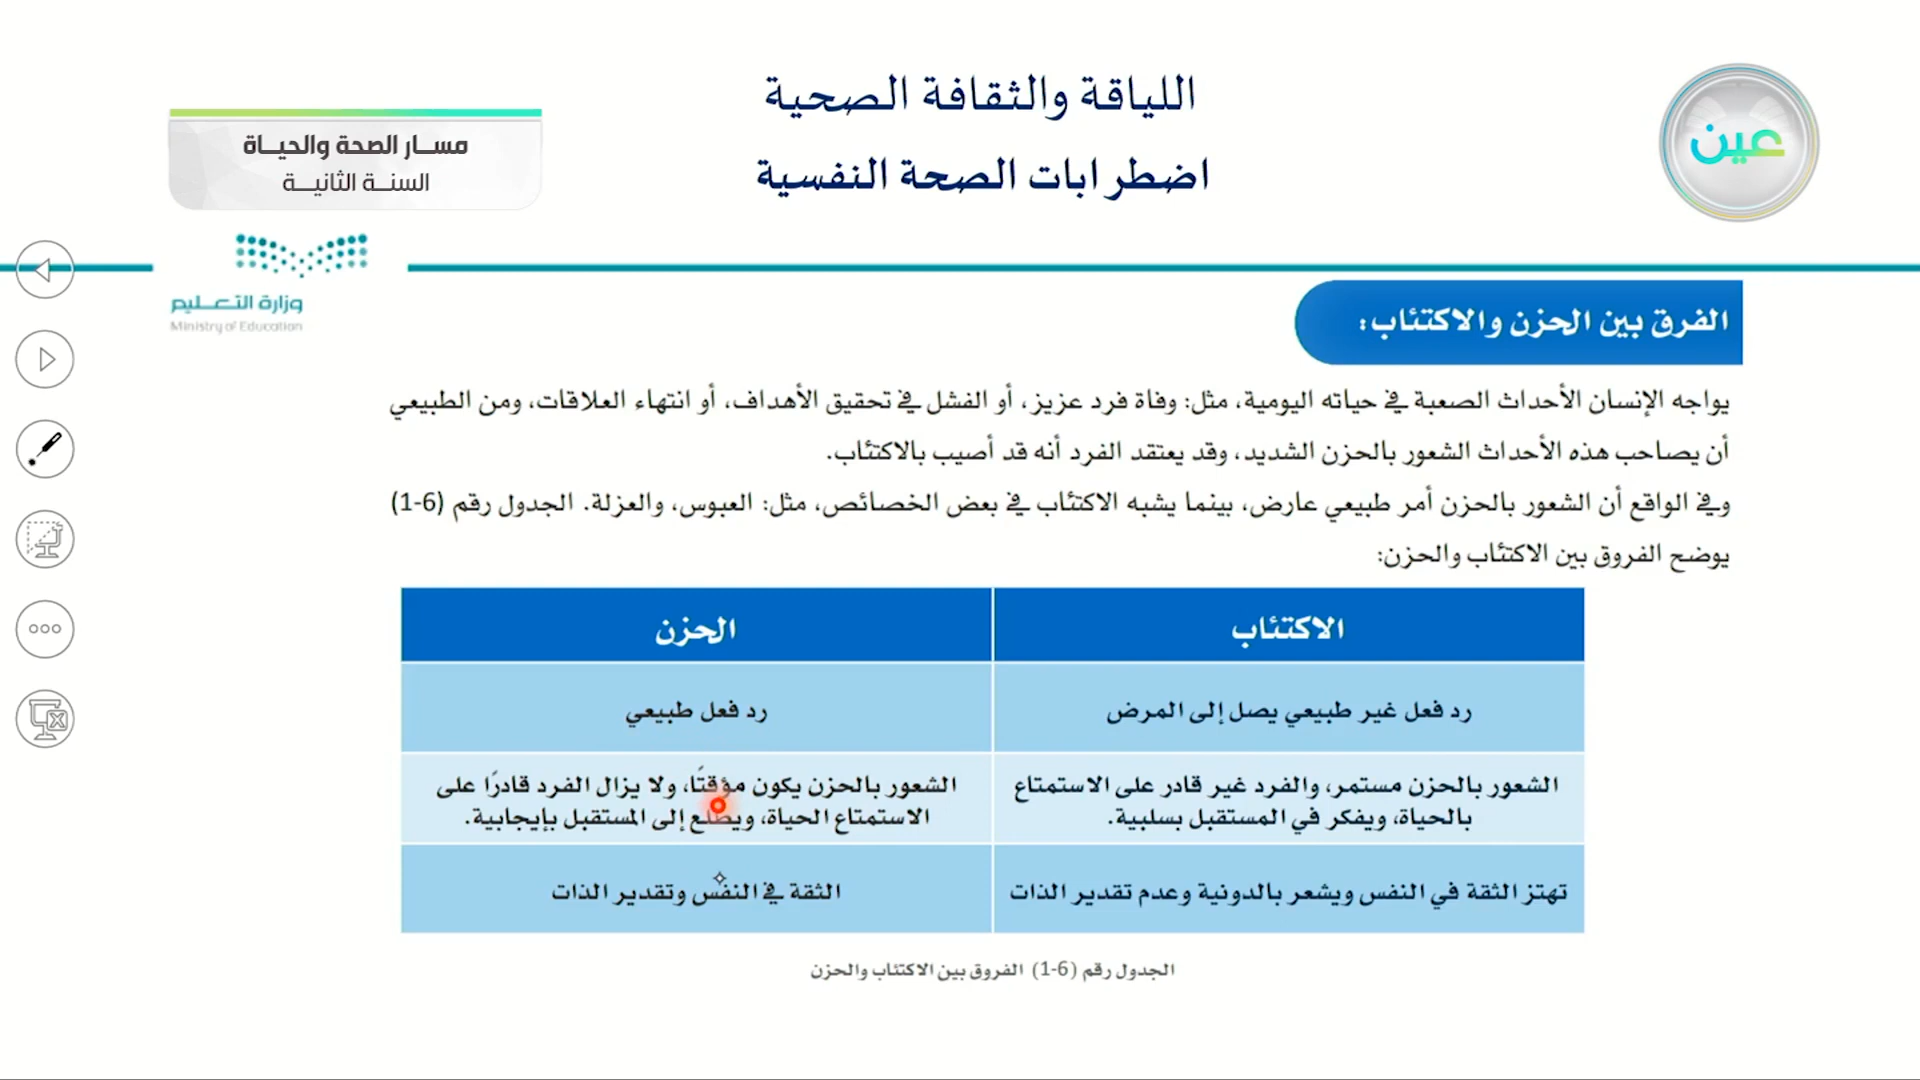 اللياقة والثقافة الصحية
اضطرابات الصحة النفسية
عين
مسار الصحة والحياة
السنة الثانية
وزارة التعليم
Ministry of Education
الفرق بين الحزن والاكتئاب:
يواجه الإنسان الأحداث الصعبة في حياته اليومية، مثل: وفاة فرد عزيز، أو الفشل في تحقيق الأهداف، أو انتهاء العلاقات، ومن الطبيعي
أن يصاحب هذه الأحداث الشعور بالحزن الشديد، وقد يعتقد الفرد أنه قد أصيب بالاكتئاب.
وفي الواقع أن الشعور بالحزن أمر طبيعي عارض، بينما يشبه الاكتئاب في بعض الخصائص، مثل: العبوس، والعزلة. الجدول رقم (6-1)
يوضح الفروق بين الاكتئاب والحزن:
الاكتئاب
الحزن
رد فعل غير طبيعي يصل إلى المرض
رد فعل طبيعي
الشعور بالحزن مستمر، والفرد غير قادر على الاستمتاع
بالحياة، ويفكر في المستقبل بسلبية.
الشعور بالحزن يكون مؤقتًا، ولا يزال الفرد قادرًا على
الاستمتاع الحياة، ويطلع إلى المستقبل بإيجابية.
تهتز الثقة في النفس ويشعر بالدونية وعدم تقدير الذات
الثقة في النفس وتقدير الذات
الجدول رقم (6-1) الفروق بين الاكتئاب والحزن